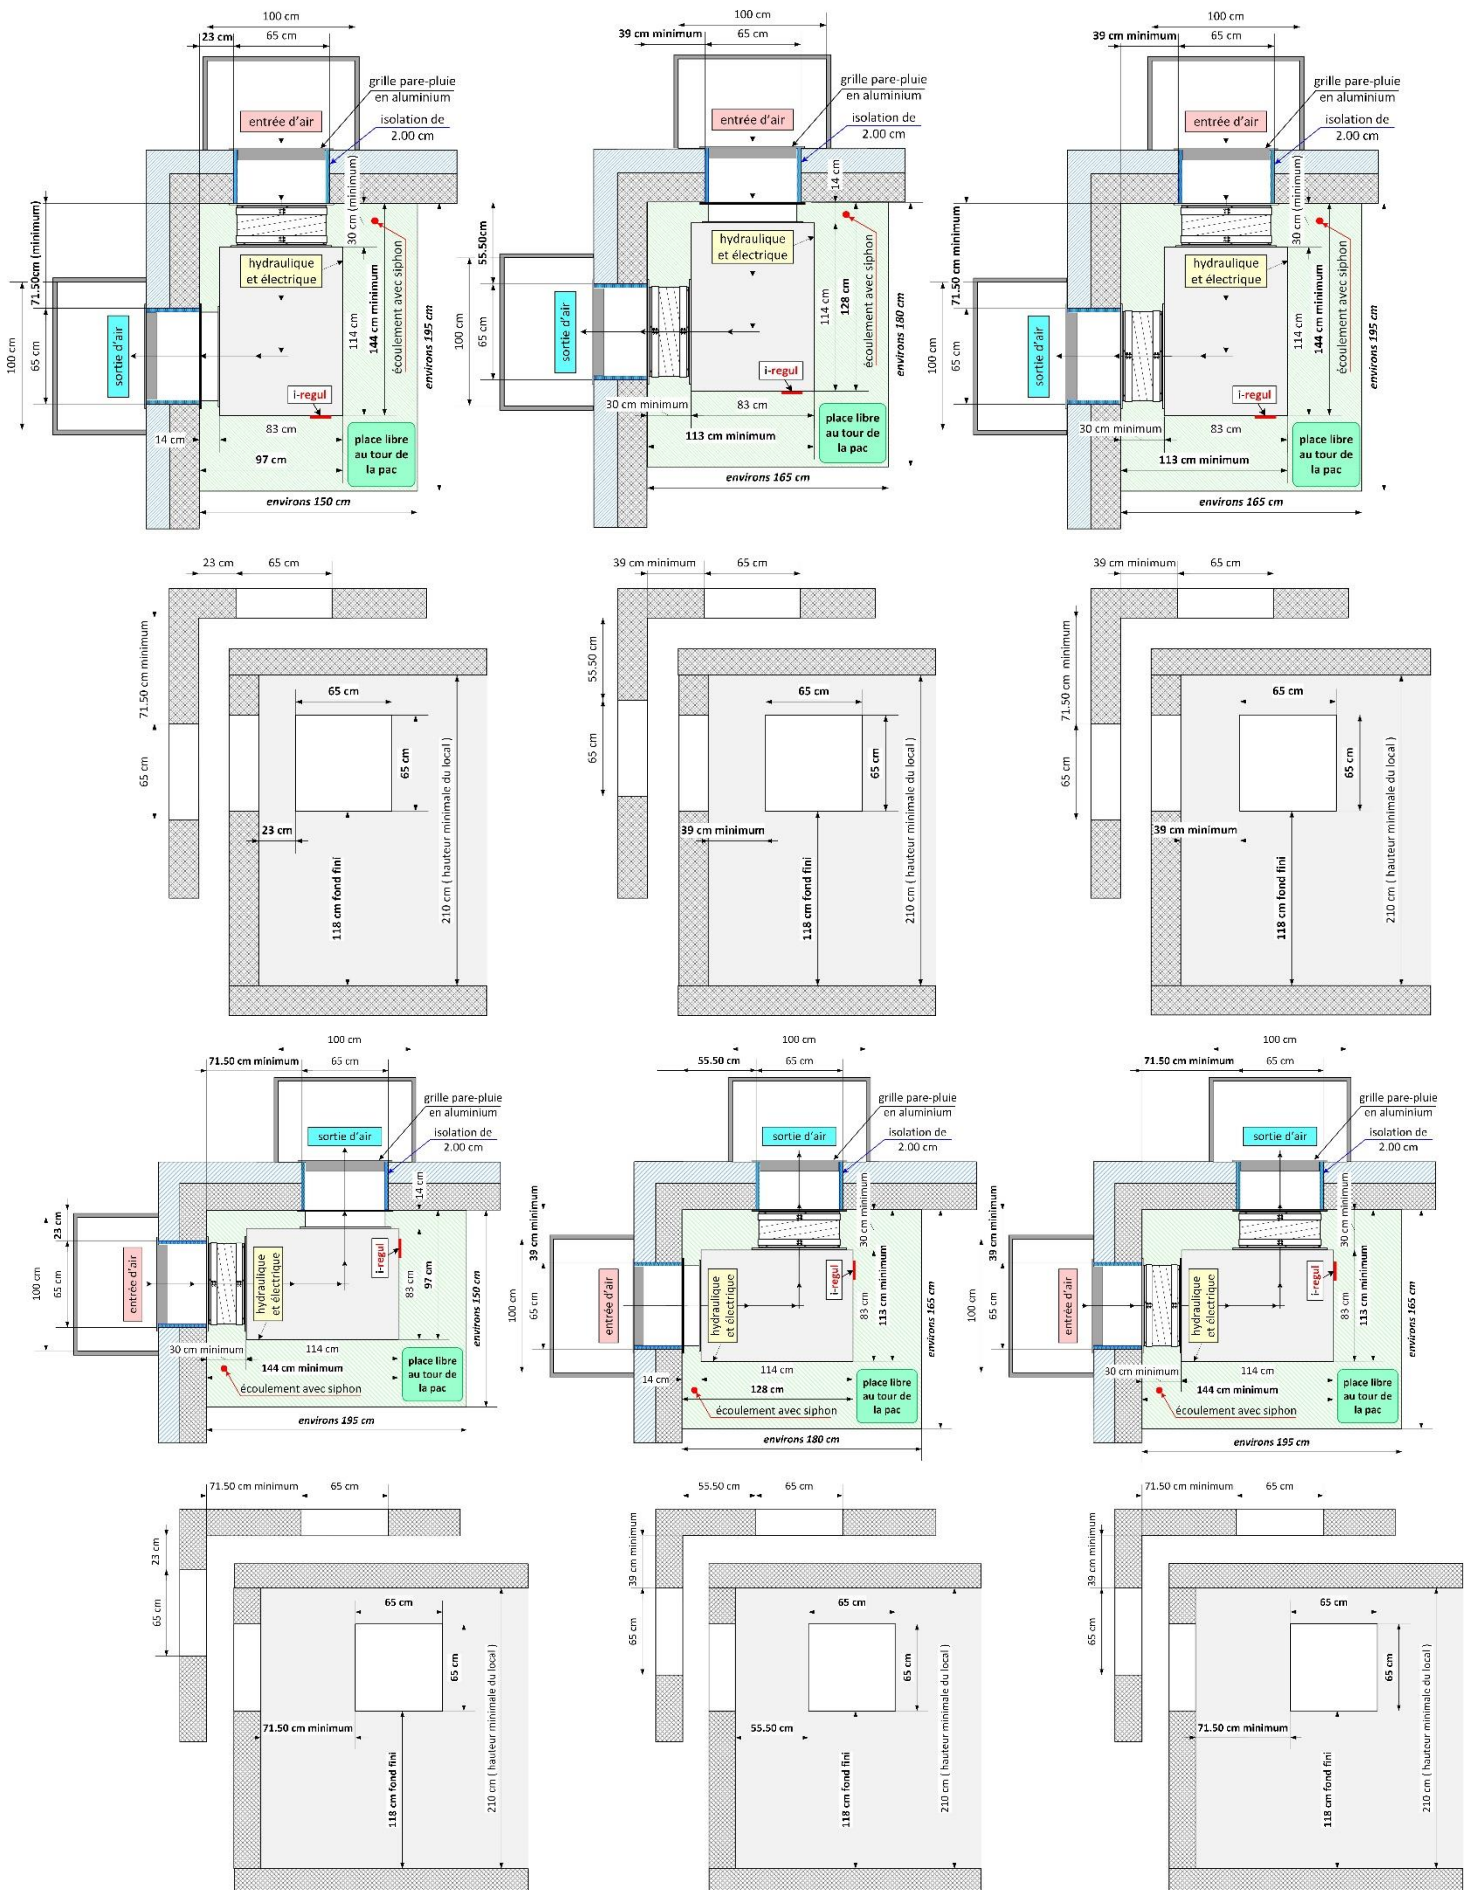 100 cm
23 cm
65 cm
grille pare-pluie
en aluminium
entrée d'air
isolation de
2.00 cm
30 cm (minimum)
71.50cm (minimum)
hydraulique
et électrique
écoulement avec siphon
100 cm
65 cm
sortie d'air
114 cm
144 cm minimum
environs 195 cm
i-regul
14 cm
83 cm
97 cm
place libre
au tour de
la pac
environs 150 cm
100 cm
39 cm minimum
65 cm
grille pare-pluie
en aluminium
entrée d'air
isolation de
2.00 cm
14 cm
55.50cm
hydraulique
et électrique
écoulement avec siphon
100 cm
65 cm
sortie d'air
114 cm
128 cm
environs 180 cm
i-regul
30 cm minimum
83 cm
113 cm minimum
place libre
au tour de
la pac
environs 165 cm
100 cm
39 cm minimum
65 cm
grille pare-pluie
en aluminium
entrée d'air
isolation de
2.00 cm
30 cm (minimum)
71.50 cm minimum
hydraulique
et électrique
écoulement avec siphon
100 cm
65 cm
sortie d'air
114 cm
144 cm minimum
environs 195 cm
i-regul
30 cm minimum
83 cm
113 cm minimum
place libre
au tour de
la pac
environs 165 cm
23 cm
65 cm
71.50 cm minimum
65 cm
65 cm
65 cm
23 cm
118 cm fond fini
210 cm ( hauteur minimale du local )
39 cm minimum
65 cm
55.50 cm
65 cm
65 cm
65 cm
39 cm minimum
118 cm fond fini
210 cm ( hauteur minimale du local )
39 cm minimum
65 cm
71.50 cm minimum
65 cm
65 cm
65 cm
39 cm minimum
118 cm fond fini
210 cm ( hauteur minimale du local )
100 cm
71.50 cm minimum
65 cm
grille pare-pluie
en aluminium
sortie d'air
isolation de
2.00 cm
14 cm
23 cm
100 cm
65 cm
entrée d'air
hydraulique
et électrique
i-regul
83 cm
97 cm
environs 150 cm
30 cm minimum
114 cm
144 cm minimum
écoulement avec siphon
place libre
au tour de
la pac
environs 195 cm
100 cm
55.50 cm
65 cm
grille pare-pluie
en aluminium
sortie d'air
isolation de
2.00 cm
30 cm minimum
39 cm minimum
100 cm
65 cm
entrée d'air
hydraulique
et électrique
i-regul
83 cm
113 cm minimum
environs 165 cm
14 cm
114 cm
128 cm
écoulement avec siphon
place libre
au tour de
la pac
environs 180 cm
100 cm
71.50 cm minimum
65 cm
grille pare-pluie
en aluminium
sortie d'air
isolation de
2.00 cm
30 cm minimum
39 cm minimum
100 cm
65 cm
entrée d'air
hydraulique
et électrique
i-regul
83 cm
113 cm minimum
environs 165 cm
30 cm minimum
114 cm
144 cm minimum
écoulement avec siphon
place libre
au tour de
la pac
environs 195 cm
71.50 cm minimum
65 cm
23 cm
65 cm
65 cm
65 cm
71.50 cm minimum
118 cm fond fini
210 cm ( hauteur minimale du local )
55.50 cm
65 cm
39 cm minimum
65 cm
65 cm
65 cm
55.50 cm
118 cm fond fini
210 cm ( hauteur minimale du local )
71.50 cm minimum
65 cm
39 cm minimum
65 cm
65 cm
65 cm
71.50 cm minimum
118 cm fond fini
210 cm ( hauteur minimale du local )